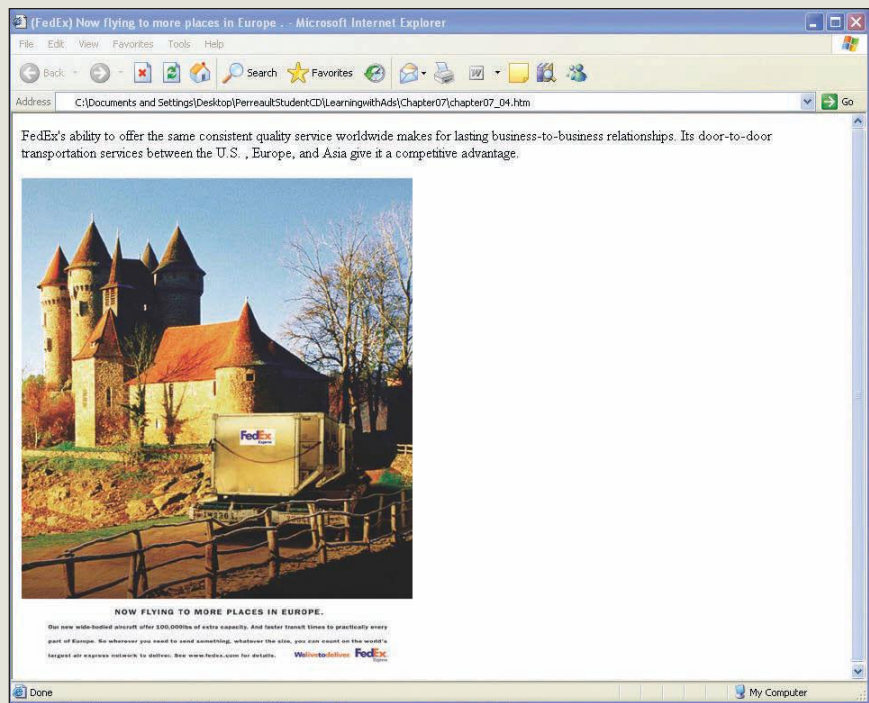 (FedEx) Now flying to more places in Europe . - Microsoft Internet Explorer
File Edit View Favorites Tools Help
Back Search Favorites
Address C:\Documents and Settings\Desktop\PerreaultStudentCD\LearningwithAds\Chapter07\chapter07_04.htm Go
FedEx's ability to offer the same consistent quality service worldwide makes for lasting business-to-business relationships. Its door-to-door
transportation services between the U.S. , Europe, and Asia give it a competitive advantage.
FedEx
Express
NOW FLYING TO MORE PLACES IN EUROPE.
Our new wide-bodied aircraft offer 100,000lbs of extra capacity. And faster transit times to practically every
part of Europe. So wherever you need to send something, whatever the size, you can count on the world's
largest air express network to deliver. See www.fedex.com for details. Welivetodeliver FedEx
Express
Done My Computer